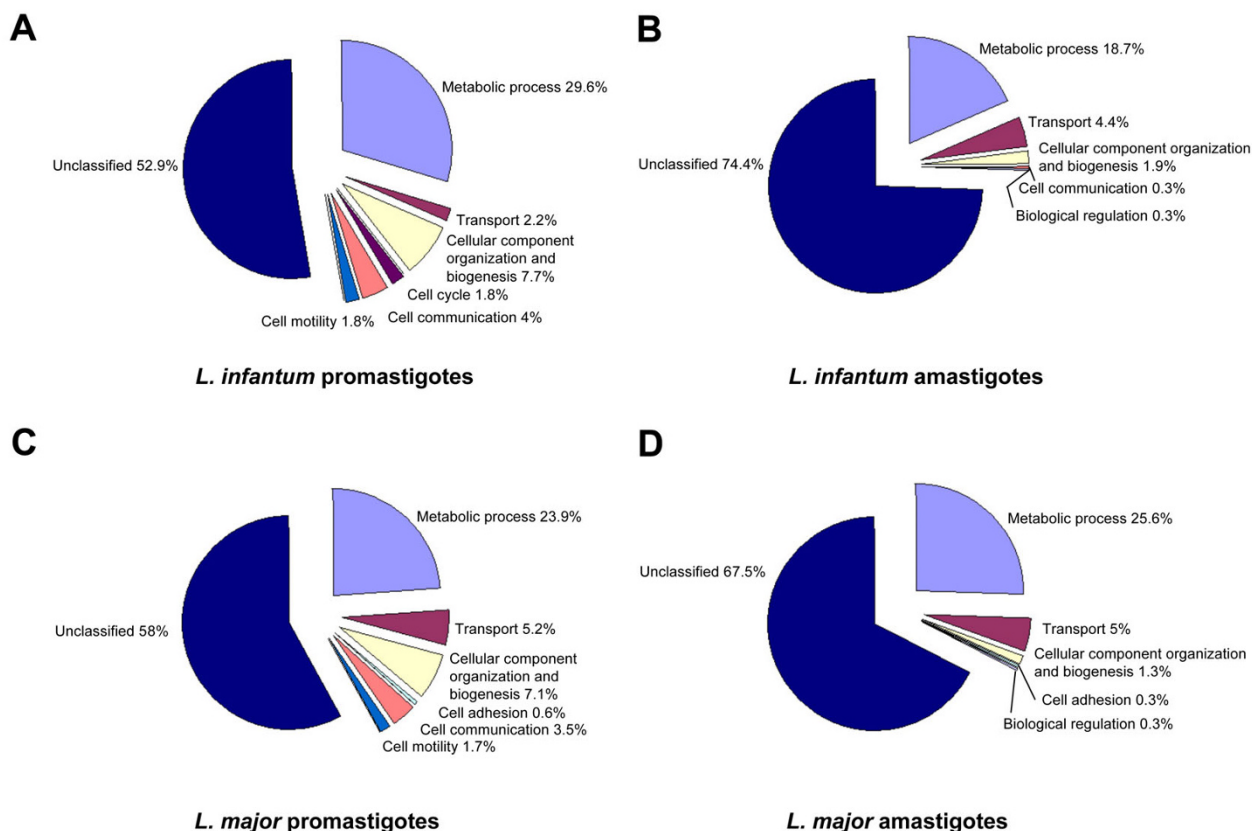 A
Metabolic process 29.6%
Unclassified 52.9%
Transport 2.2%
Cellular component
organization and
biogenesis 7.7%
Cell cycle 1.8%
Cell communication 4%
Cell motility 1.8%
L. infantum promastigotes
B
Metabolic process 18.7%
Transport 4.4%
Cellular component organization
and biogenesis 1.9%
Unclassified 74.4%
Cell communication 0.3%
Biological regulation 0.3%
L. infantum amastigotes
C
Metabolic process 23.9%
Unclassified 58%
Transport 5.2%
Cellular component
organization and
biogenesis 7.1%
Cell adhesion 0.6%
Cell communication 3.5%
Cell motility 1.7%
L. major promastigotes
D
Metabolic process 25.6%
Unclassified 67.5%
Transport 5%
Cellular component organization
and biogenesis 1.3%
Cell adhesion 0.3%
Biological regulation 0.3%
L. major amastigotes